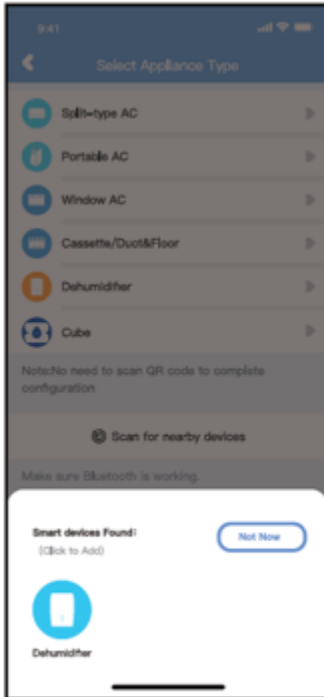 9:41
Select Appliance Type
Split-type AC
Portable AC
Window AC
Cassette/Duct&Floor
Dehumidifier
Cube
Note:No need to scan QR code to complete
configuration
Scan for nearby devices
Make sure Bluetooth is working.
Smart devices Found:
(Click to Add)
Not Now
Dehumidifier